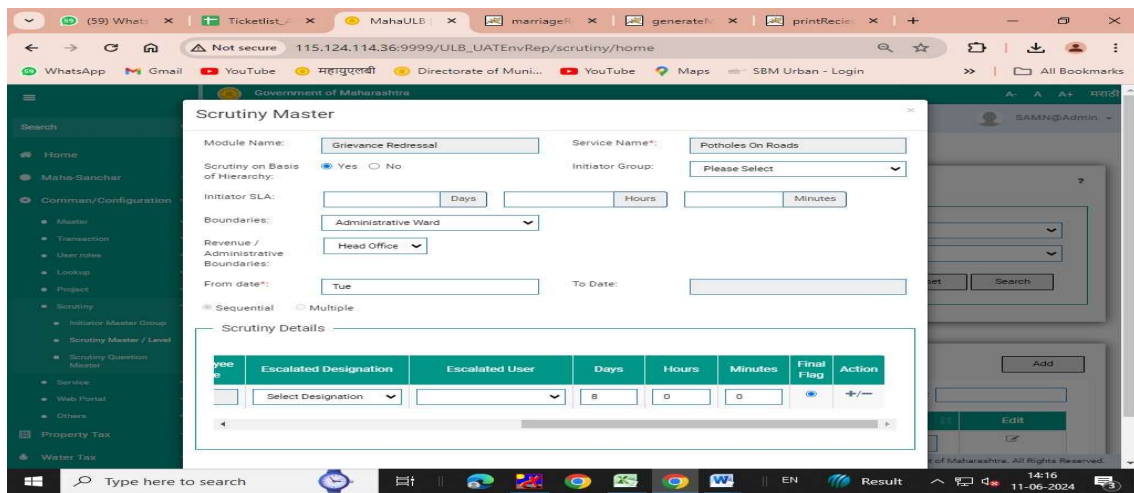 (59) Whats
Ticketlist_
MahaULB
marriageR
generateM
printRecie
Not secure 115.124.114.36:9999/ULB_UATEnvRep/scrutiny/home
WhatsApp Gmail YouTube महायुएलबी Directorate of Muni... YouTube Maps SBM Urban - Login All Bookmarks
Government of Maharashtra A- A A+ मराठी
Search
SAMN@Admin
Scrutiny Master
Module Name: Grievance Redressal Service Name*: Potholes On Roads
Scrutiny on Basis of Hierarchy: Yes No Initiator Group: Please Select
Initiator SLA: Days Hours Minutes
Boundaries: Administrative Ward
Revenue / Administrative Boundaries: Head Office
From date*: Tue To Date:
Sequential Multiple
Scrutiny Details
Escalated Designation Escalated User Days Hours Minutes Final Flag Action
Select Designation 8 0 0 +/-
Home
Maha-Sanchar
Comman/Configuration
Master
Transaction
User roles
Lookup
Project
Scrutiny
Initiator Master Group
Scrutiny Master / Level
Scrutiny Question Master
Service
Web Portal
Others
Property Tax
Water Tax
?
Search
Add
Edit
of Maharashtra. All Rights Reserved.
Type here to search
EN Result 14:16
11-06-2024